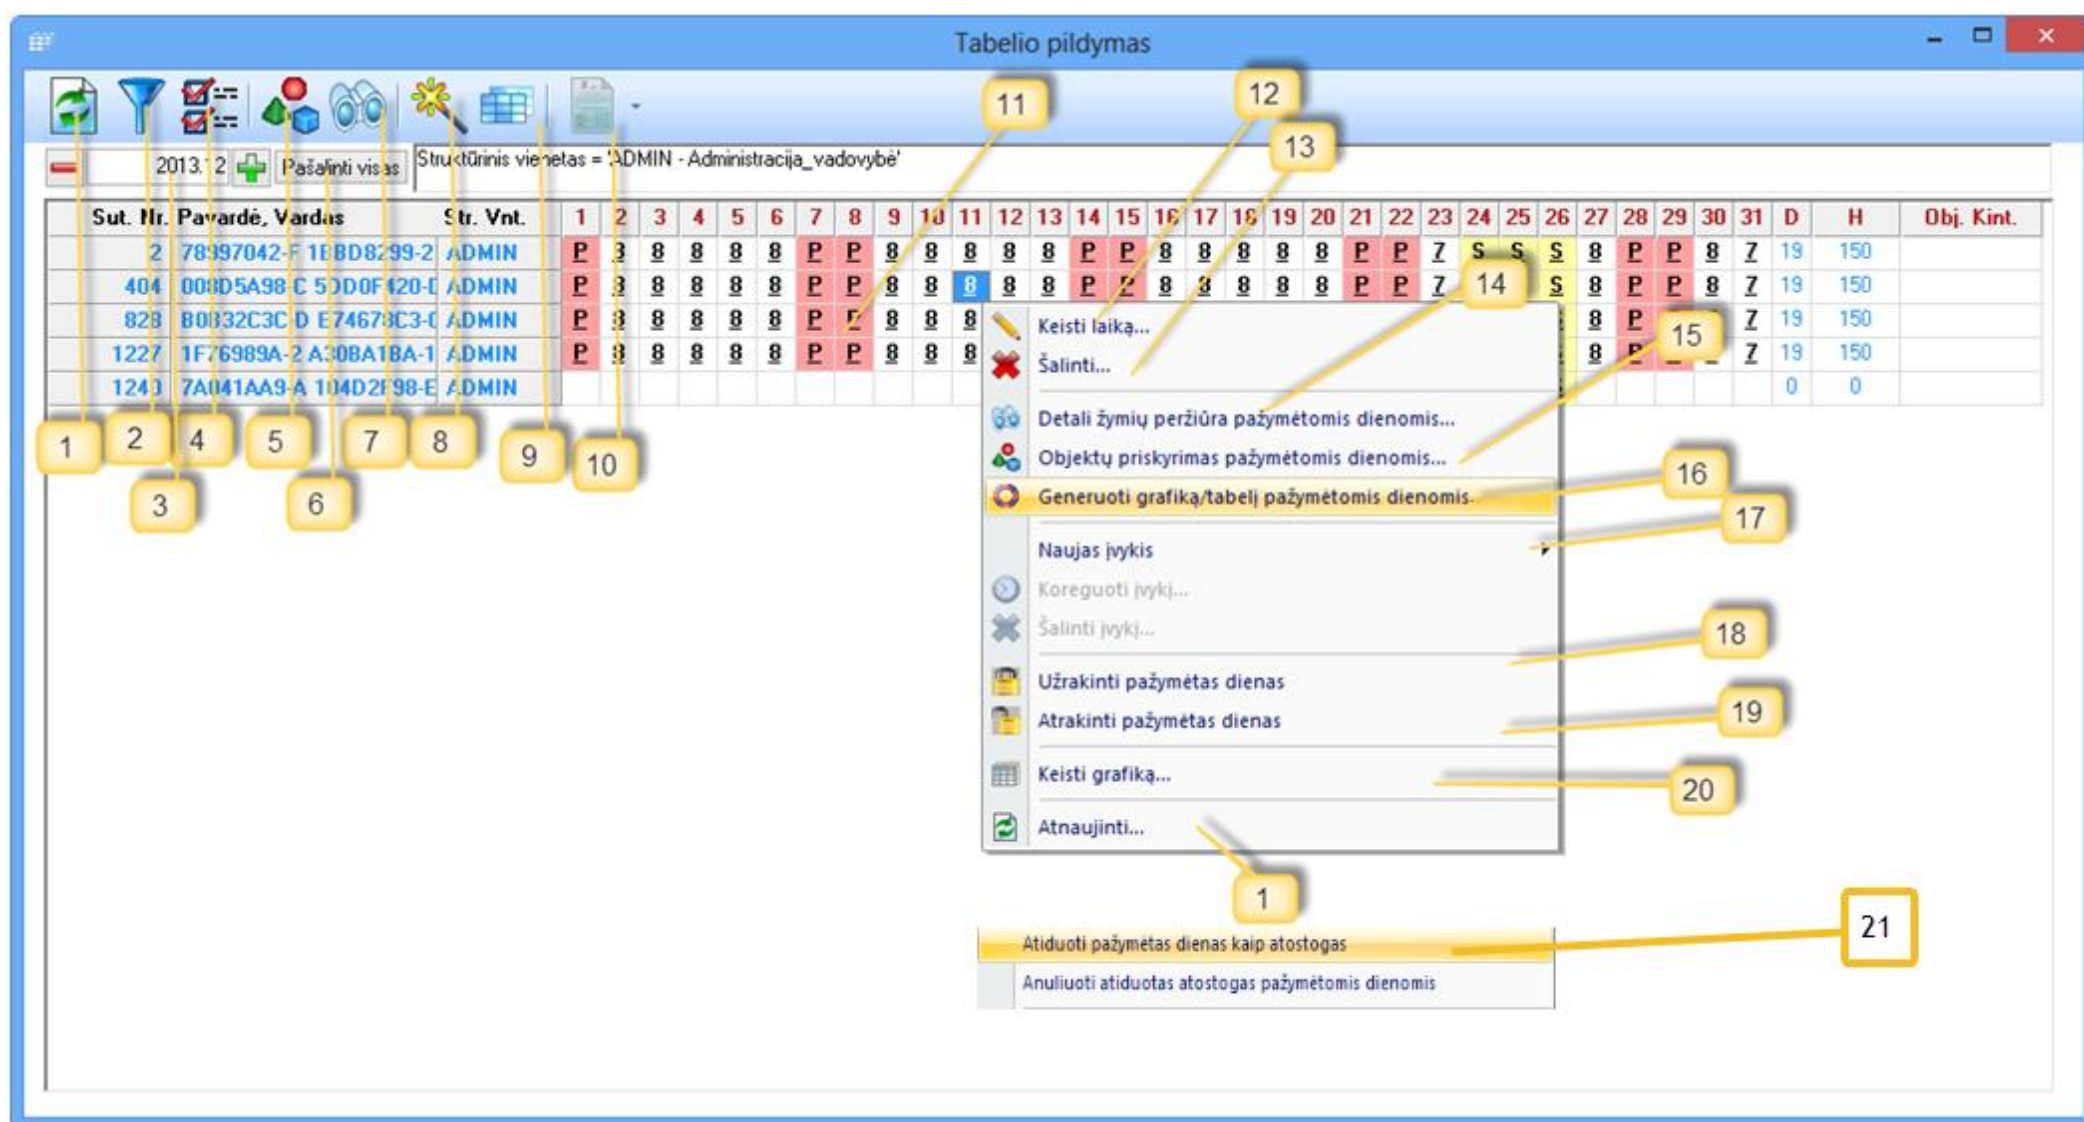 Tabelio pildymas
11
12
13
2013.12 Pašalinti visas Struktūrinis vienetas = 'ADMIN - Administracija_vadovybė'
Sut. Nr. Pavardė, Vardas Str. Vnt. 1 2 3 4 5 6 7 8 9 10 11 12 13 14 15 16 17 18 19 20 21 22 23 24 25 26 27 28 29 30 31 D H Obj. Kint.
2 78997042-F 1EBD8299-2 ADMIN P 8 8 8 8 8 P P 8 8 8 8 8 P P 8 8 8 8 8 P P 7 S S S 8 P P 8 7 19 150
404 008D5A98-C 5DD0F420-D ADMIN P 8 8 8 8 8 P P 8 8 8 8 8 P P 8 8 8 8 8 P P 7 14 S 8 P P 8 7 19 150
828 ADMIN P 8 8 8 8 8 P P 8 8 8 8 P 7 19 150
1227 1F76989A-2 A30BA1BA-1 ADMIN P 8 8 8 8 8 P P 8 8 8 8 P 7 19 150
1240 7A041AA9-A 104D2F98-E ADMIN 0 0
15
Keisti laiką...
Šalinti...
Detali žymių peržiūra pažymėtomis dienomis...
Objektų priskyrimas pažymėtomis dienomis...
Generuoti grafiką/tabelį pažymėtomis dienomis.
Naujas įvykis
Koreguoti įvykį...
Šalinti įvykį...
Užrakinti pažymėtas dienas
Atrakinti pažymėtas dienas
Keisti grafiką...
Atnaujinti...
1 2 4 5 7 8 9 10
3 6
16
17
18
19
20
1
Atiduoti pažymėtas dienas kaip atostogas
21
Anuliuoti atiduotas atostogas pažymėtomis dienomis